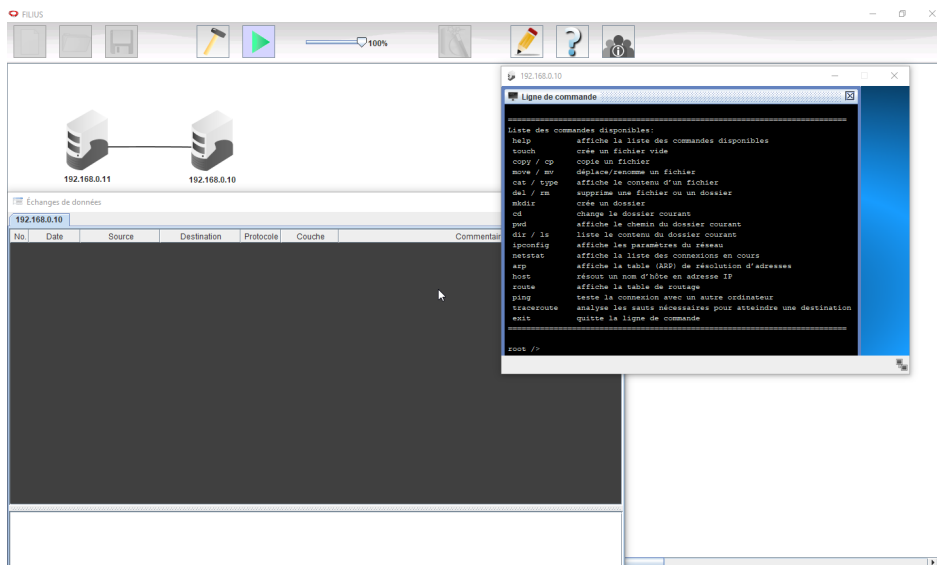 FILIUS
100%
192.168.0.11
192.168.0.10
Échanges de données
192.168.0.10
No. Date Source Destination Protocole Couche Commentair
192.168.0.10
Ligne de commande
Liste des commandes disponibles:
help affiche la liste des commandes disponibles
touch crée un fichier vide
copy / cp copie un fichier
move / mv déplace/renomme un fichier
cat / type affiche le contenu d'un fichier
del / rm supprime une fichier ou un dossier
mkdir crée un dossier
cd change le dossier courant
pwd affiche le chemin du dossier courant
dir / ls liste le contenu du dossier courant
ipconfig affiche les paramètres du réseau
netstat affiche la liste des connexions en cours
arp affiche la table (ARP) de résolution d'adresses
host résout un nom d'hôte en adresse IP
route affiche la table de routage
ping teste la connexion avec un autre ordinateur
traceroute analyse les sauts nécessaires pour atteindre une destination
exit quitte la ligne de commande
root />